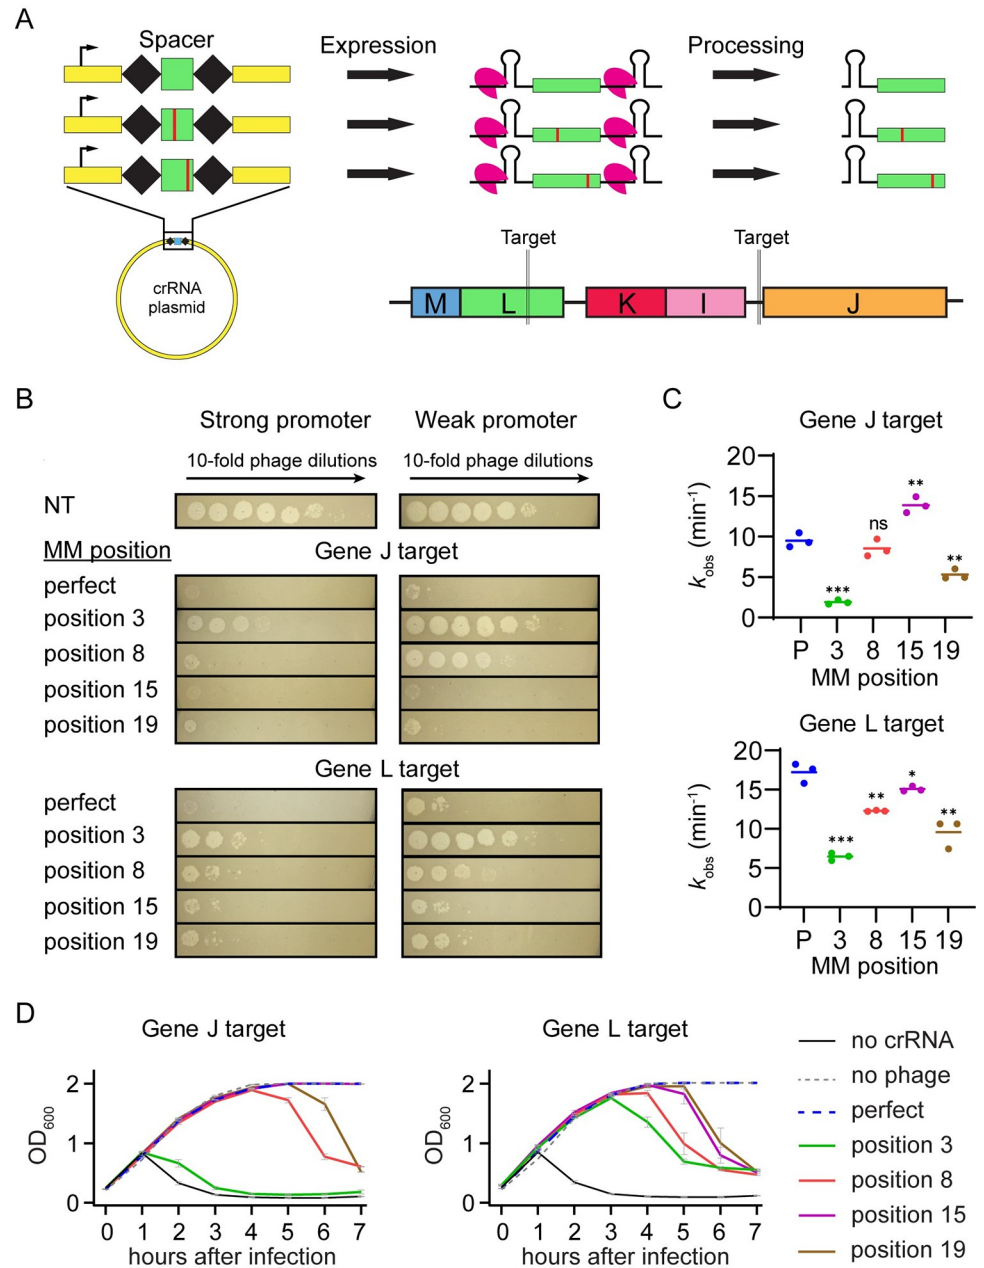 A
Spacer
Expression
Processing
crRNA
plasmid
Target
Target
M
L
K
I
J
B
Strong promoter
Weak promoter
10-fold phage dilutions
10-fold phage dilutions
NT
MM position
Gene J target
perfect
position 3
position 8
position 15
position 19
Gene L target
perfect
position 3
position 8
position 15
position 19
C
Gene J target
kobs (min-1)
20
15
10
5
0
***
ns
**
**
P 3 8 15 19
MM position
Gene L target
kobs (min-1)
20
15
10
5
0
***
**
*
**
P 3 8 15 19
MM position
D
Gene J target
OD600
2
1
0
0 1 2 3 4 5 6 7
hours after infection
Gene L target
OD600
2
1
0
0 1 2 3 4 5 6 7
hours after infection
no crRNA
no phage
perfect
position 3
position 8
position 15
position 19